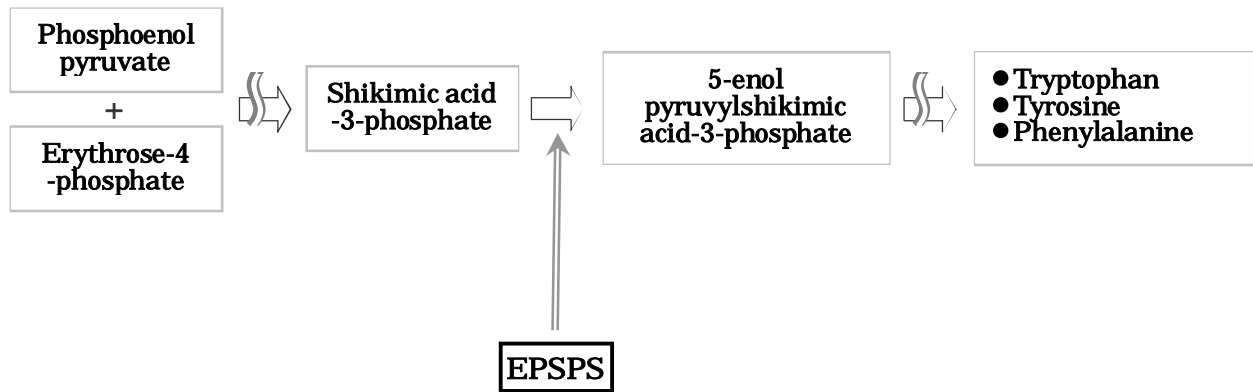 Phosphoenol
pyruvate
+
Erythrose-4
-phosphate
Shikimic acid
-3-phosphate
5-enol
pyruvylshikimic
acid-3-phosphate
● Tryptophan
● Tyrosine
● Phenylalanine
EPSPS